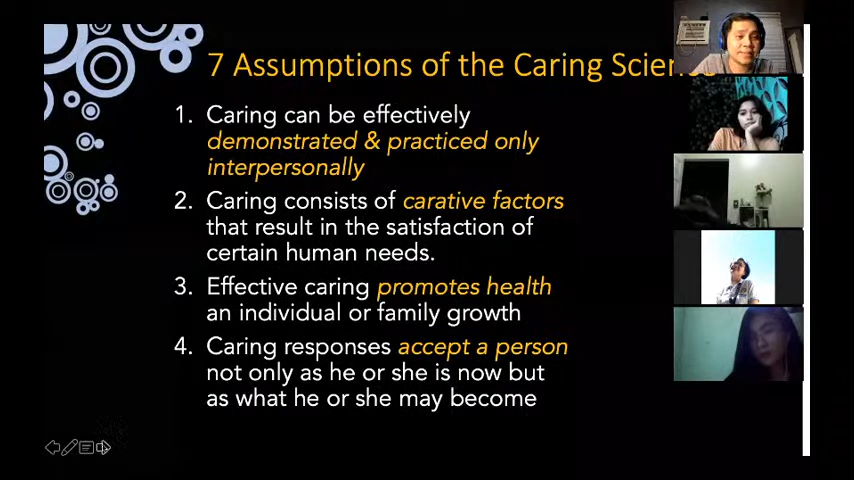 7 Assumptions of the Caring Scien
1. Caring can be effectively
demonstrated & practiced only
interpersonally
2. Caring consists of carative factors
that result in the satisfaction of
certain human needs.
3. Effective caring promotes health
an individual or family growth
4. Caring responses accept a person
not only as he or she is now but
as what he or she may become